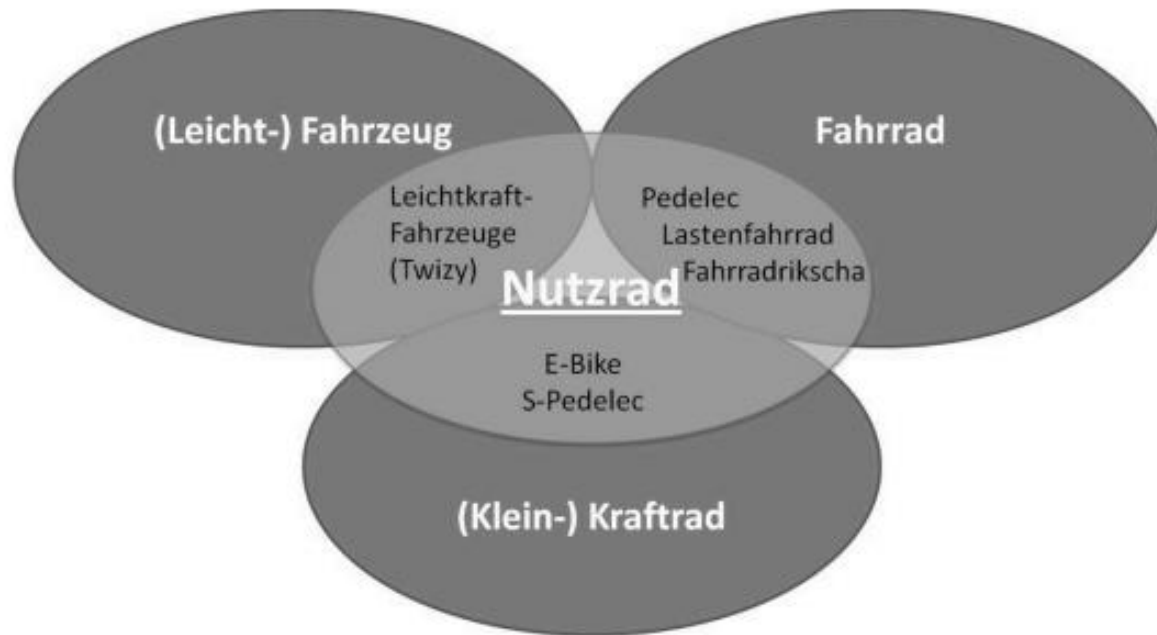 (Leicht-) Fahrzeug
Fahrrad
Leichtkraft-
Fahrzeuge
(Twizy)
Pedelec
Lastenfahrrad
Fahrradrikscha
Nutzrad
E-Bike
S-Pedelec
(Klein-) Kraftrad